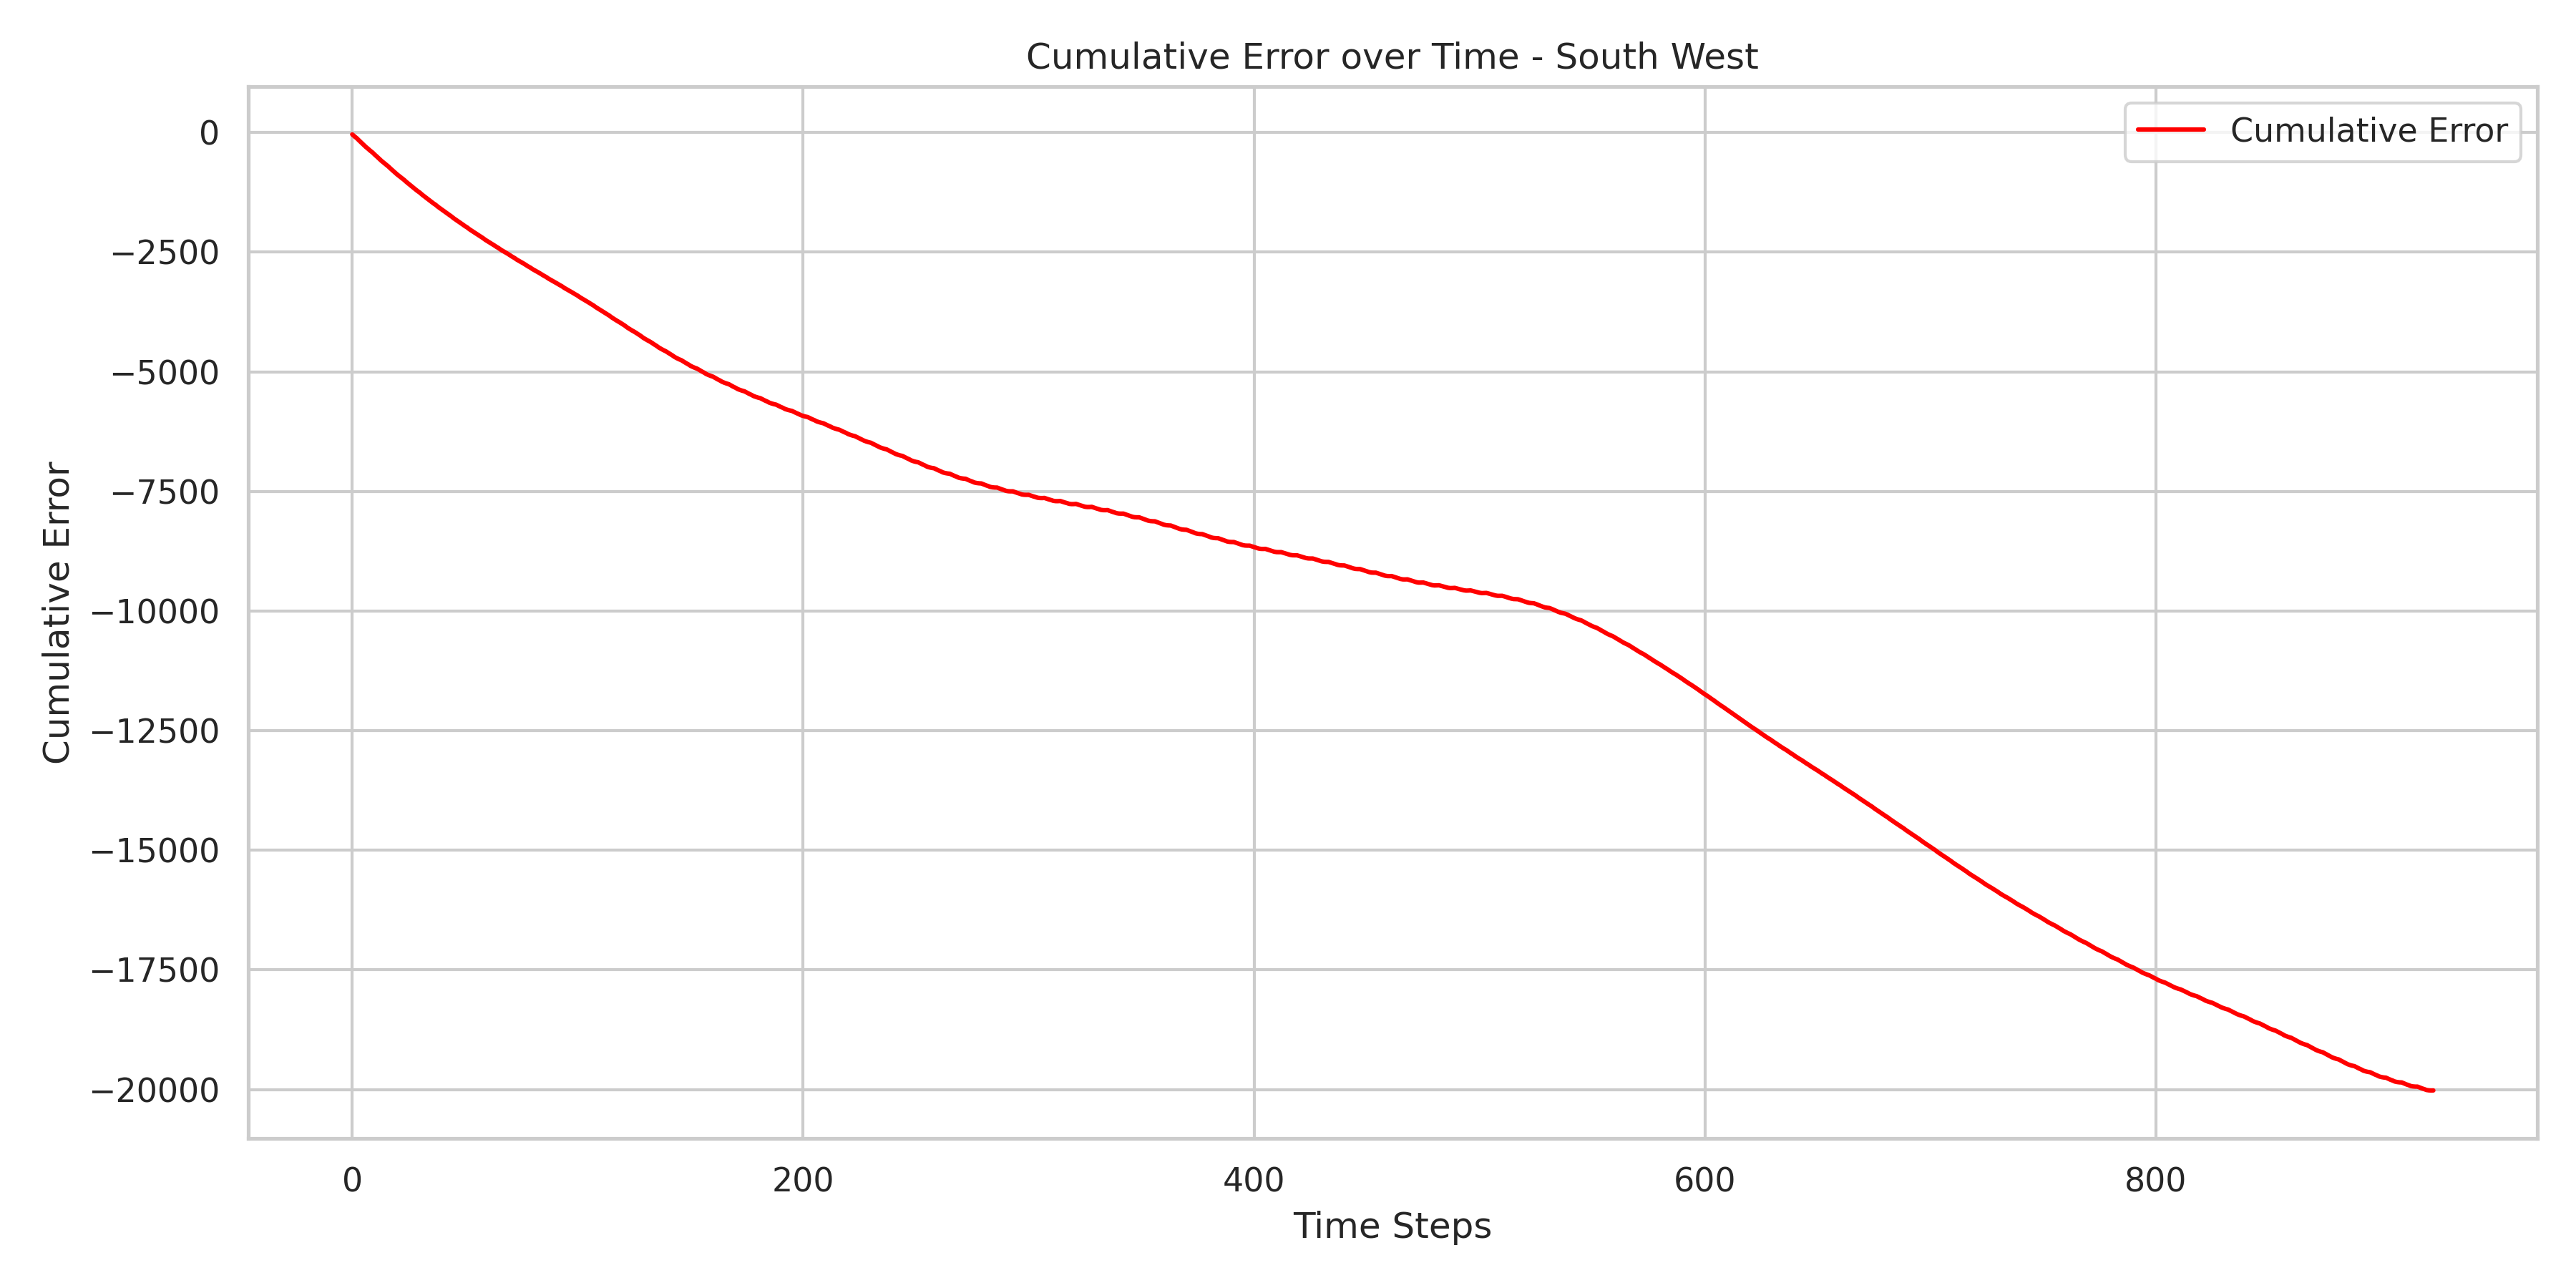 Cumulative Error over Time - South West
Cumulative Error
0
−2500
−5000
−7500
−10000
−12500
−15000
−17500
−20000
Cumulative Error
0 200 400 600 800
Time Steps